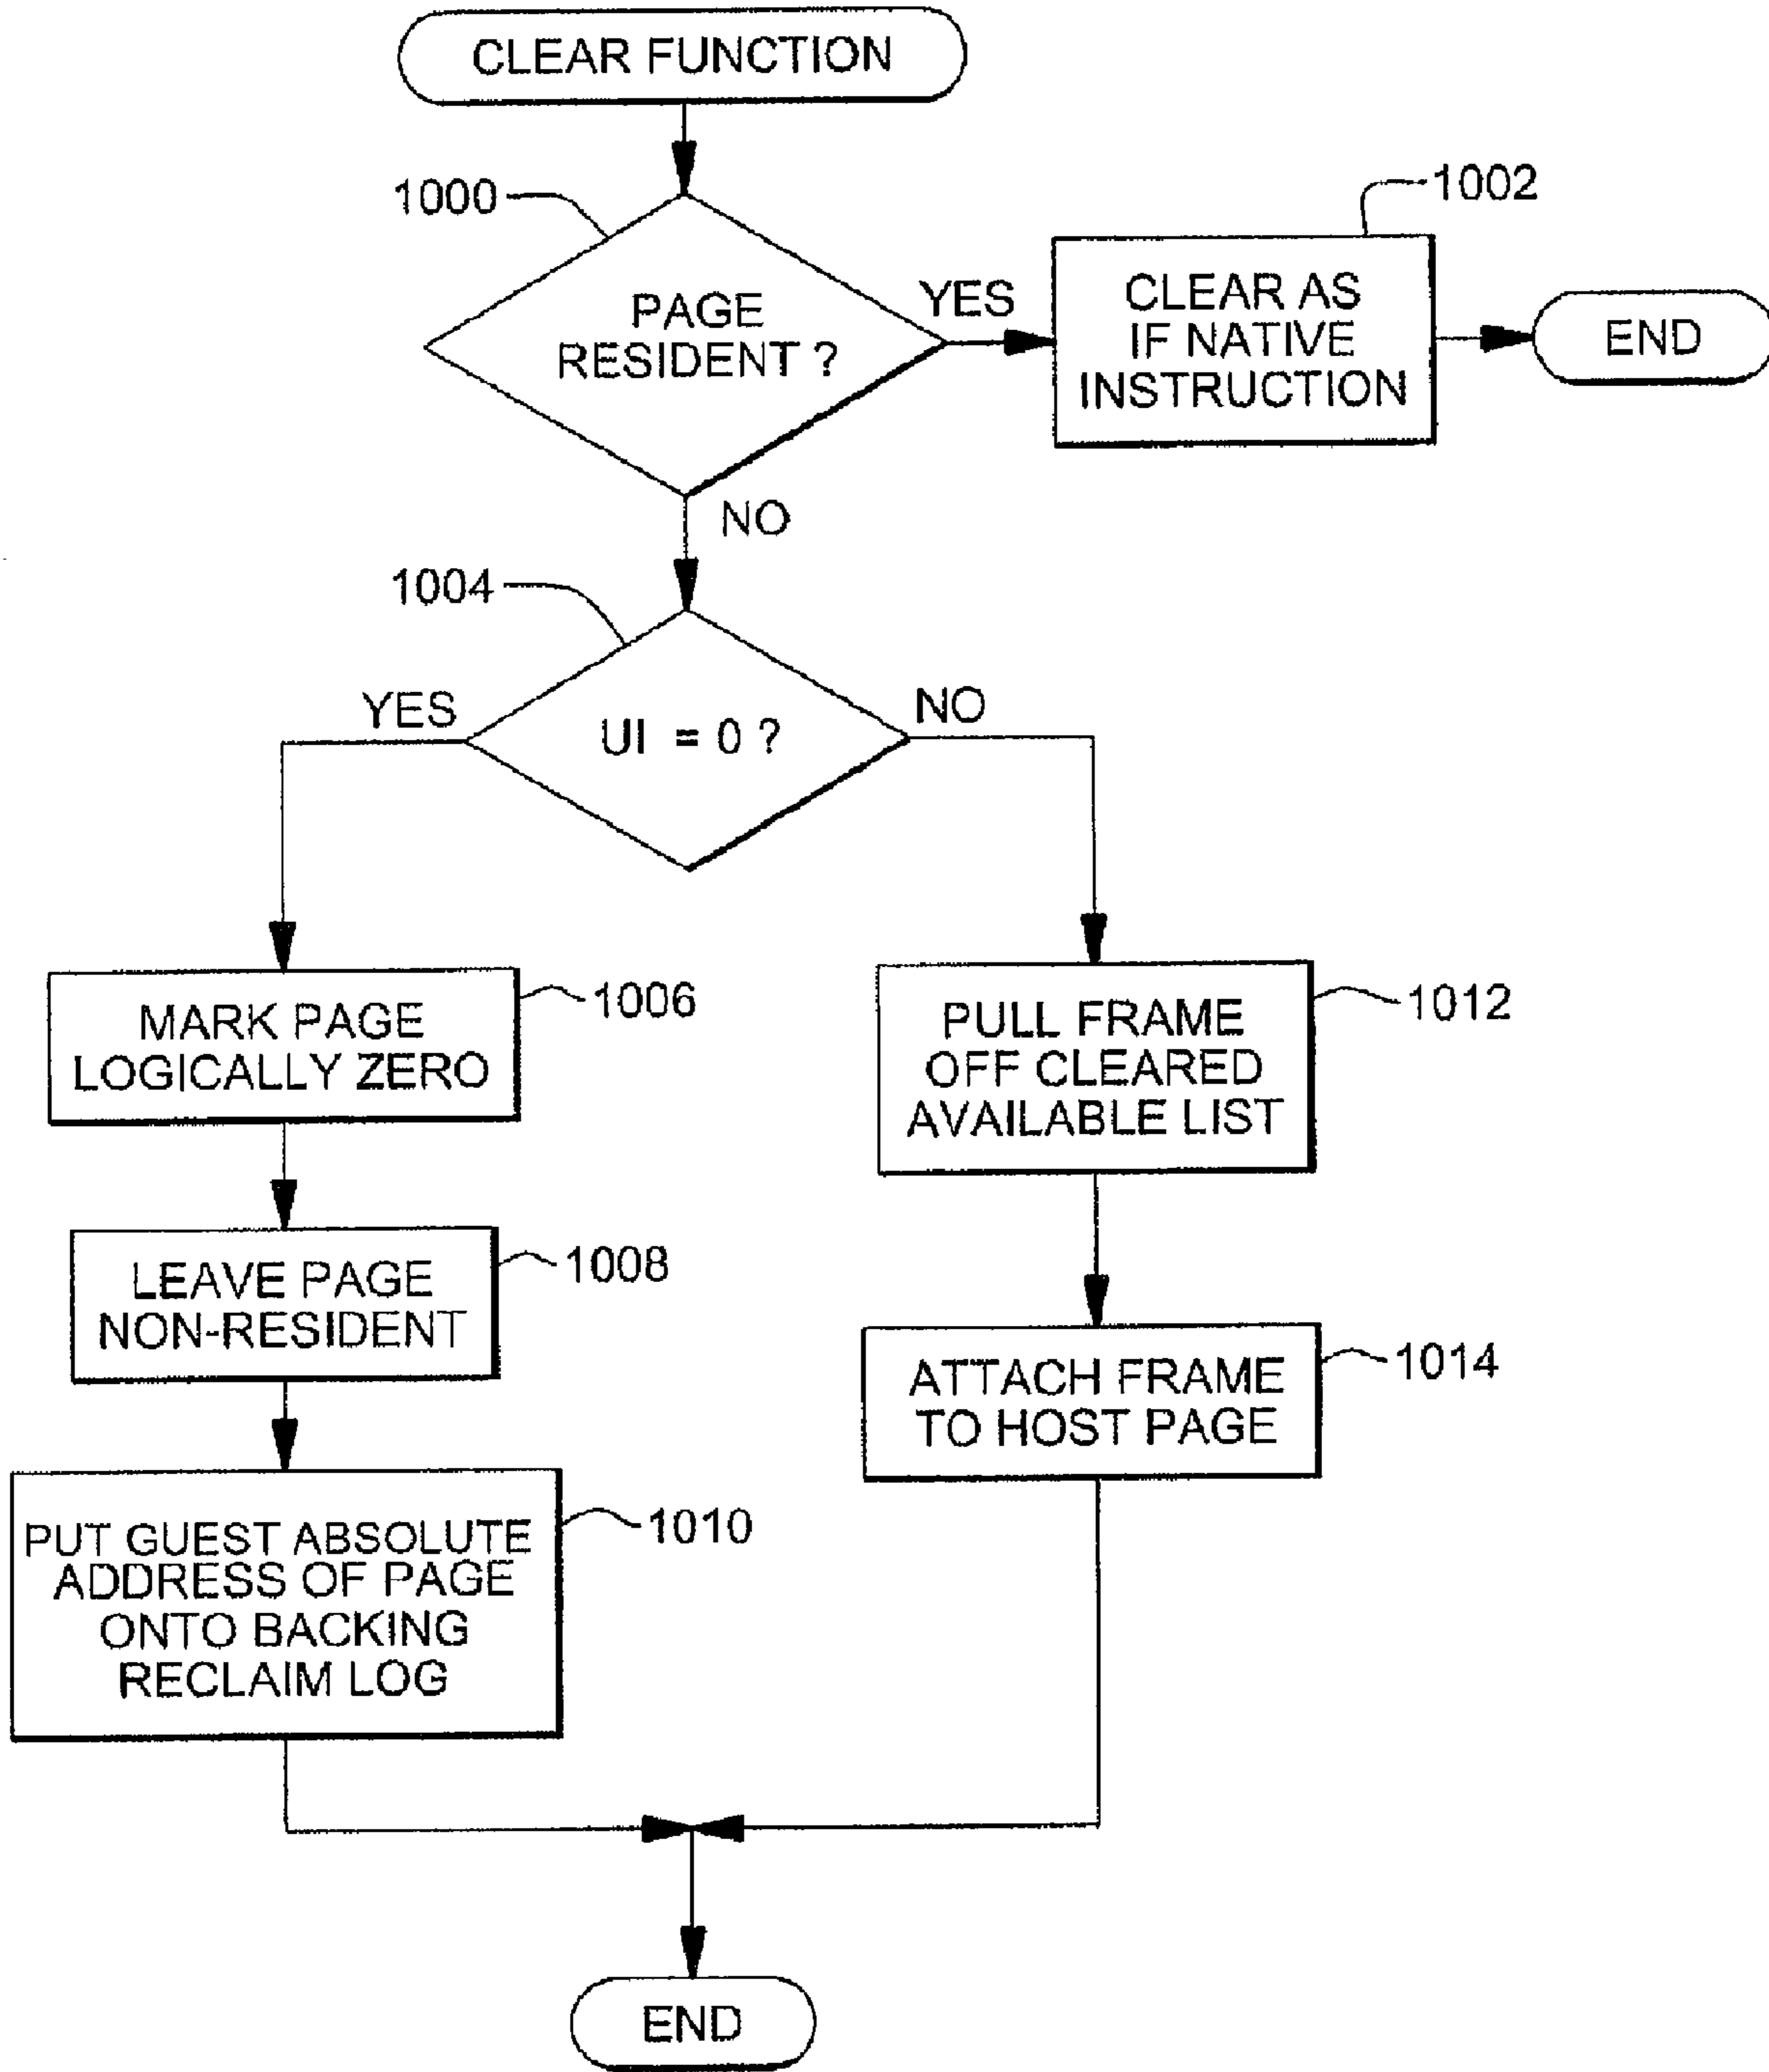 CLEAR FUNCTION
1000
1002
PAGE
RESIDENT ?
YES
CLEAR AS
IF NATIVE
INSTRUCTION
END
NO
1004
YES
UI = 0 ?
NO
MARK PAGE
LOGICALLY ZERO
1006
PULL FRAME
OFF CLEARED
AVAILABLE LIST
1012
LEAVE PAGE
NON-RESIDENT
1008
ATTACH FRAME
TO HOST PAGE
1014
PUT GUEST ABSOLUTE
ADDRESS OF PAGE
ONTO BACKING
RECLAIM LOG
1010
END